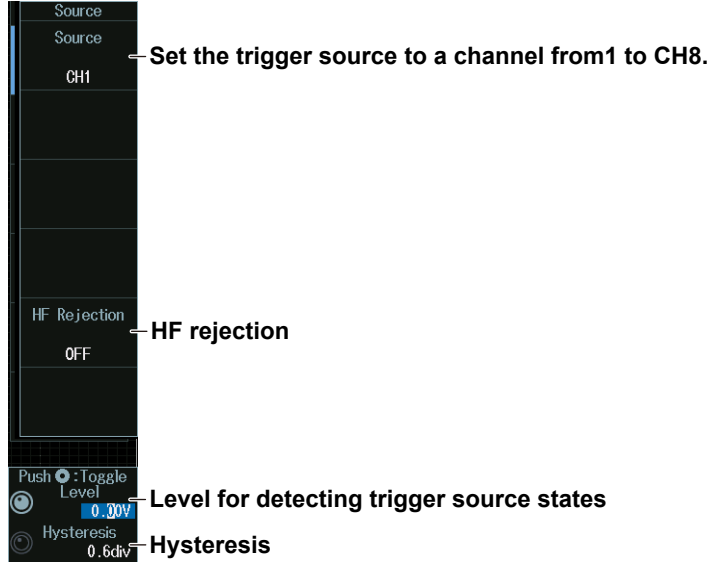 Source
Source
CH1
Set the trigger source to a channel from1 to CH8.
HF Rejection
OFF
HF rejection
Push :Toggle
Level
0.00V
Level for detecting trigger source states
Hysteresis
0.6div
Hysteresis